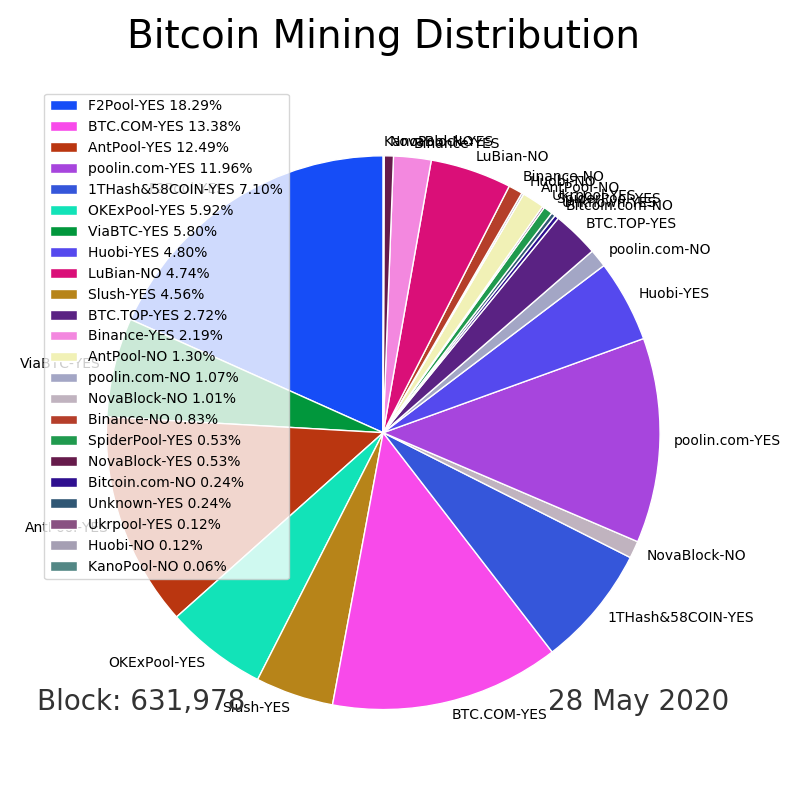 Bitcoin Mining Distribution
F2Pool-YES 18.29%
BTC.COM-YES 13.38%
AntPool-YES 12.49%
poolin.com-YES 11.96%
1THash&58COIN-YES 7.10%
OKExPool-YES 5.92%
ViaBTC-YES 5.80%
Huobi-YES 4.80%
LuBian-NO 4.74%
Slush-YES 4.56%
BTC.TOP-YES 2.72%
Binance-YES 2.19%
AntPool-NO 1.30%
poolin.com-NO 1.07%
NovaBlock-NO 1.01%
Binance-NO 0.83%
SpiderPool-YES 0.53%
NovaBlock-YES 0.53%
Bitcoin.com-NO 0.24%
Unknown-YES 0.24%
Ukrpool-YES 0.12%
Huobi-NO 0.12%
KanoPool-NO 0.06%
Binance-YES
LuBian-NO
Binance-NO
Huobi-NO
AntPool-NO
Bitcoin.com-NO
BTC.TOP-YES
poolin.com-NO
Huobi-YES
poolin.com-YES
NovaBlock-NO
1THash&58COIN-YES
BTC.COM-YES
Slush-YES
OKExPool-YES
AntPool-YES
ViaBTC-YES
Block: 631,978
28 May 2020